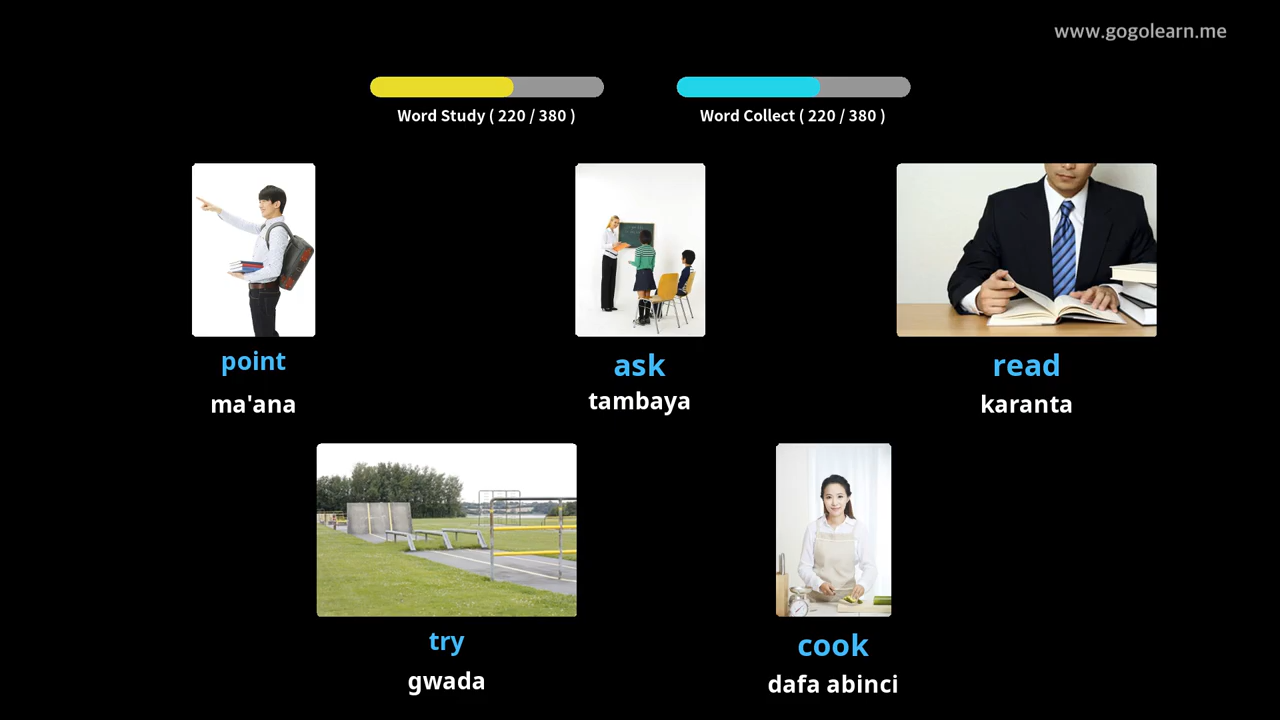 www.gogolearn.me
Word Study ( 220 / 380 )
Word Collect ( 220 / 380 )
point
ma'ana
ask
tambaya
read
karanta
try
gwada
cook
dafa abinci